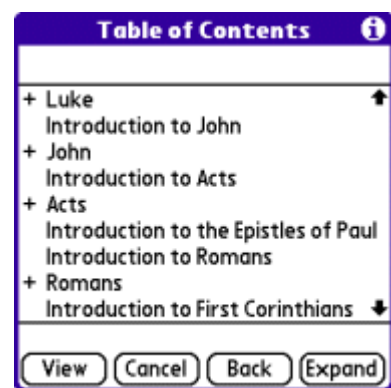 Table of Contents i
+ Luke
Introduction to John
+ John
Introduction to Acts
+ Acts
Introduction to the Epistles of Paul
Introduction to Romans
+ Romans
Introduction to First Corinthians
View Cancel Back Expand